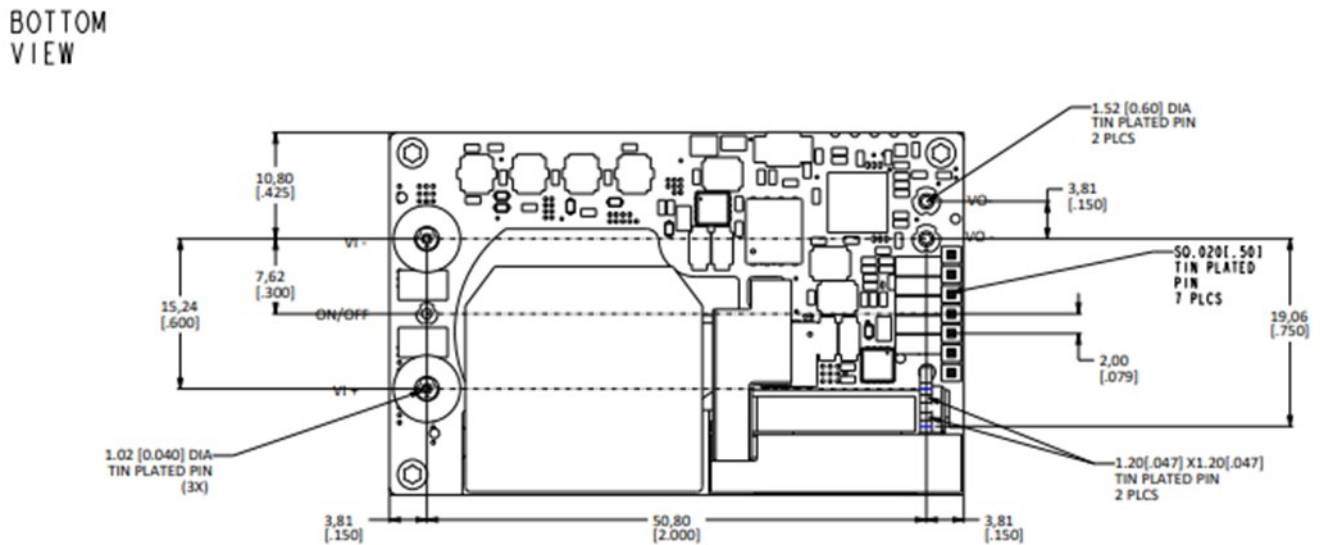 BOTTOM
VIEW
1.52 [0.60] DIA
TIN PLATED PIN
2 PLCS
10,80
[.425]
3,81
[.150]
VO-
VI -
VO -
SQ.020[.50]
TIN PLATED
PIN
7 PLCS
7,62
[.300]
15,24
[.600]
ON/OFF
19,06
[.750]
2,00
[.079]
VI +
1.02 [0.040] DIA
TIN PLATED PIN
(3X)
1.20[.047] X1.20[.047]
TIN PLATED PIN
2 PLCS
3,81
[.150]
50,80
[2.000]
3,81
[.150]